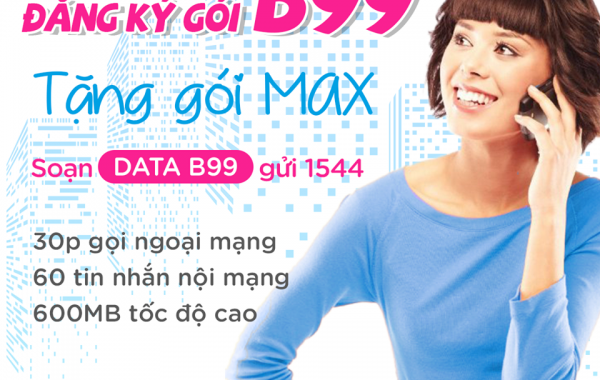 ĐĂNG KÝ GÓI B99
Tặng gói MAX
Soạn DATA B99 gửi 1544
30p gọi ngoại mạng
60 tin nhắn nội mạng
600MB tốc độ cao